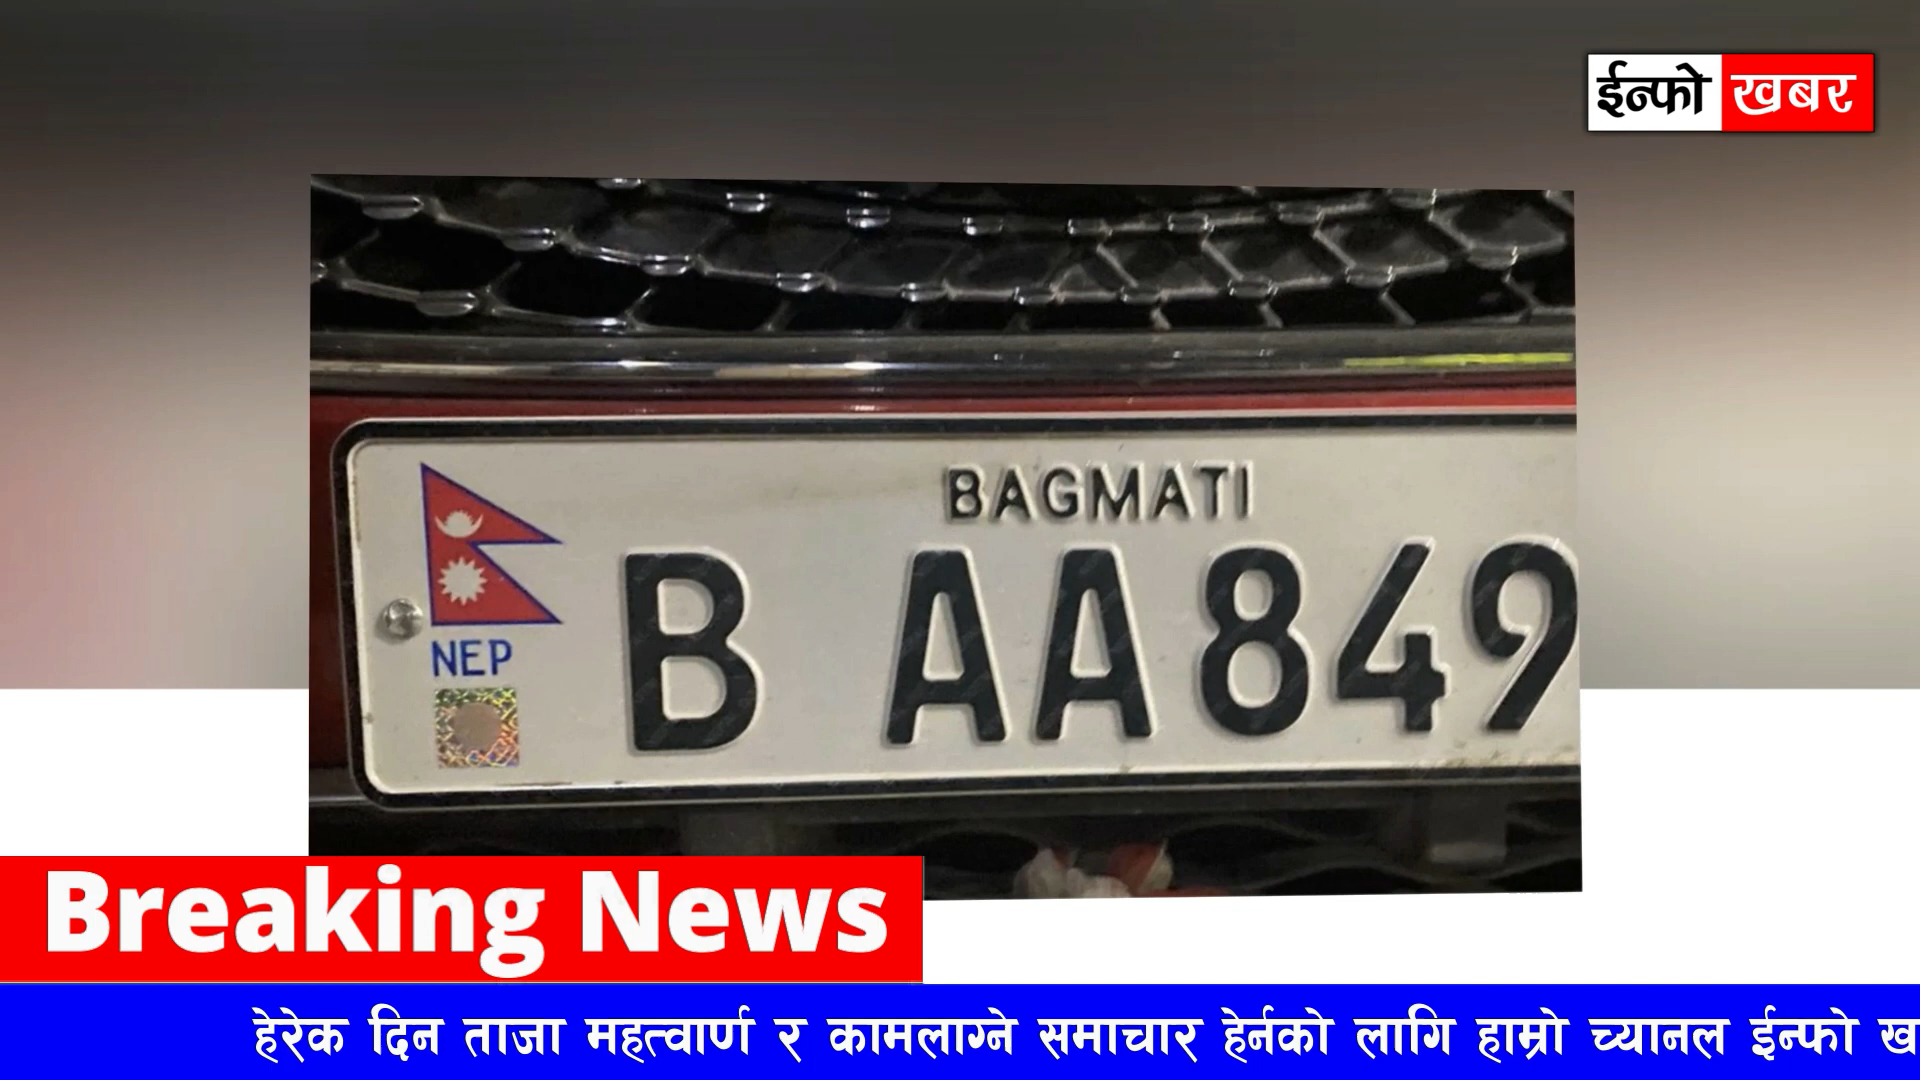 ईन्फो खबर
BAGMATI
B AA849
NEP
Breaking News
हेरेक दिन ताजा महत्वार्ण र कामलाग्ने समाचार हेर्नको लागि हाम्रो च्यानल ईन्फो ख